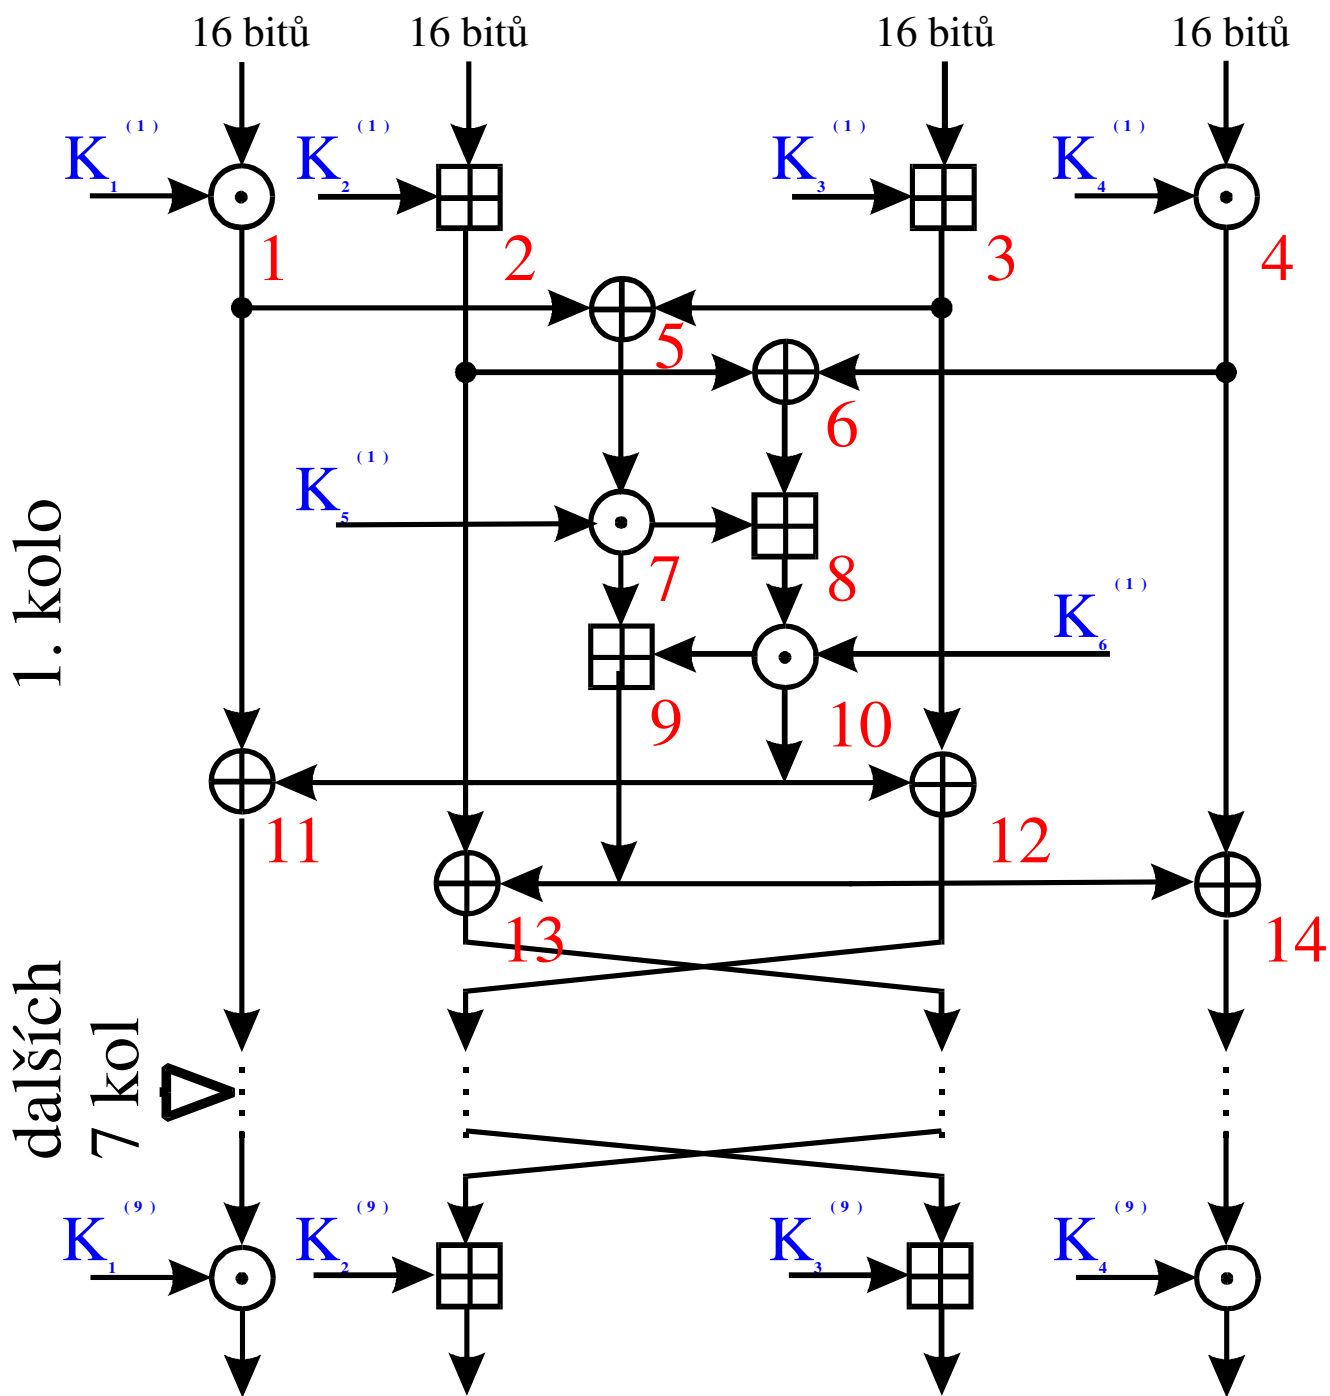 16 bitů 16 bitů 16 bitů 16 bitů
K₁⁽¹⁾ K₂⁽¹⁾ K₃⁽¹⁾ K₄⁽¹⁾
1 2 3 4
5
6
K₅⁽¹⁾
7 8
K₆⁽¹⁾
9 10
11 12
13 14
1. kolo
dalších
7 kol
K₁⁽⁹⁾ K₂⁽⁹⁾ K₃⁽⁹⁾ K₄⁽⁹⁾